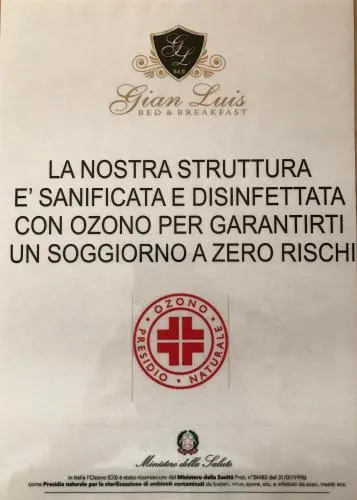 GL
B&B
Gian Luis
BED & BREAKFAST
LA NOSTRA STRUTTURA
E' SANIFICATA E DISINFETTATA
CON OZONO PER GARANTIRTI
UN SOGGIORNO A ZERO RISCHI
OZONO
PRESIDIO NATURALE
Ministero della Salute
In Italia l'Ozono (O3) è stato riconosciuto dal Ministero della Sanità Prot. n°24482 del 31/07/1976)
come Presidio naturale per la sterilizzazione di ambienti contaminati da batteri, virus, spore, etc. e infestati da acari, insetti ecc.